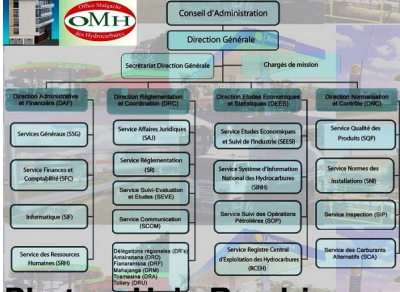 Office Malgache
OMH
des Hydrocarbures
Conseil d'Administration
Direction Générale
Secrétariat Direction Générale
Chargés de mission
Direction Administrative
et Financière (DAF)
Services Généraux (SSG)
Service Finances et
Comptabilité (SFC)
Informatique (SIF)
Service des Ressources
Humaines (SRH)
Direction Réglementation
et Coordination (DRC)
Service Affaires Juridiques
(SAJ)
Service Réglementation
(SR)
Service Suivi-Evaluation
et Etudes (SEVE)
Service Communication
(SCOM)
Délégations régionales (DR's)
Antsiranana (DRD)
Fianarantsoa (DRF)
Mahajanga (DRM)
Toamasina (DRA)
Toliary (DRU)
Direction Etudes Economiques
et Statistiques (DEES)
Service Etudes Economiques
et Suivi de l'Industrie (SEESI)
Service Système d'Information
National des Hydrocarbures
(SINH)
Service Suivi des Opérations
Pétrolières (SOP)
Service Registre Central
d'Exploitation des Hydrocarbures
(RCEH)
Direction Normalisation
et Contrôle (DNC)
Service Qualité des
Produits (SQP)
Service Normes des
Installations (SNI)
Service Inspection (SIP)
Service des Carburants
Alternatifs (SCA)